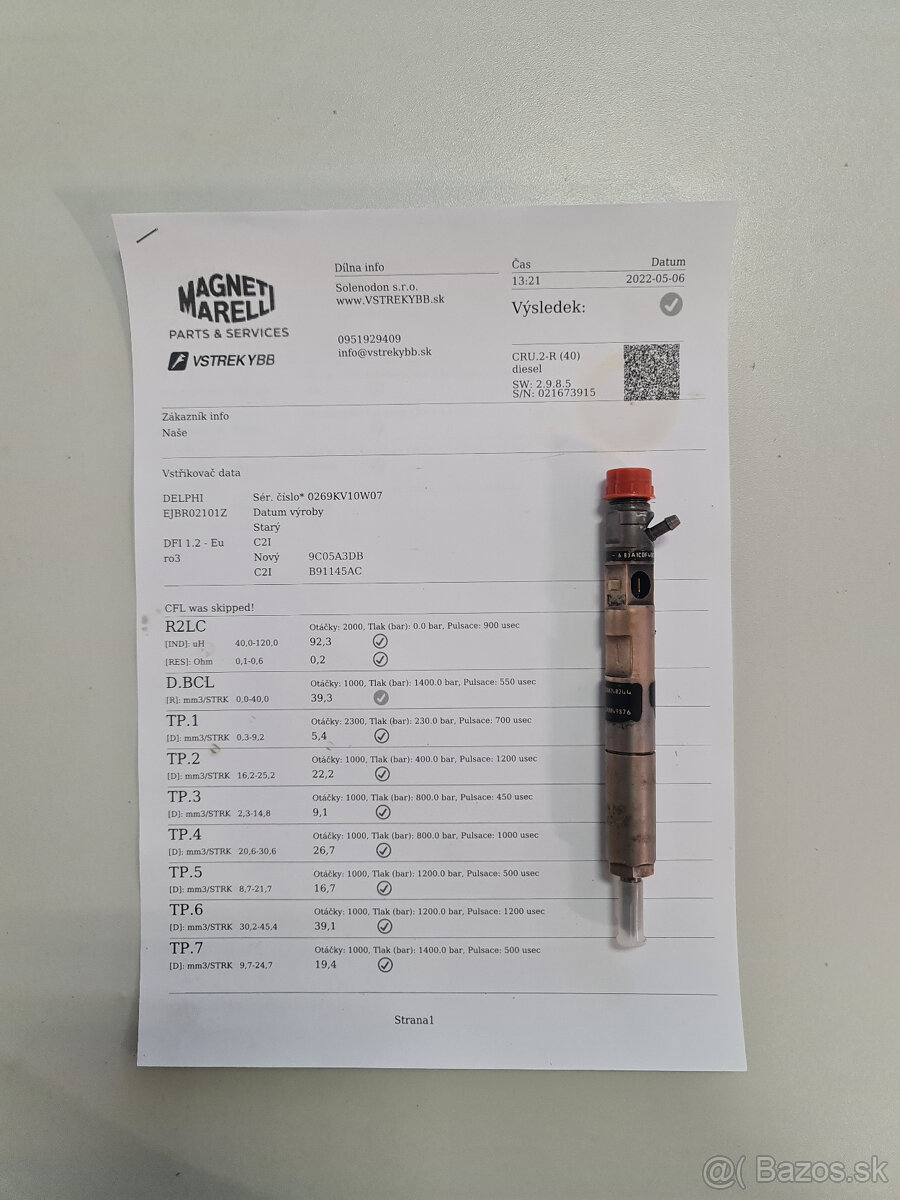 MAGNETI
MARELLI
PARTS & SERVICES
VSTREKYBB
Dílna info
Solenodon s.r.o.
www.VSTREKYBB.sk
0951929409
info@vstrekybb.sk
Čas
Datum
13:21
2022-05-06
Výsledek:
CRU.2-R (40)
diesel
SW: 2.9.8.5
S/N: 021673915
Zákazník info
Naše
Vstřikovač data
DELPHI
Sér. číslo* 0269KV10W07
EJBR02101Z
Datum výroby
Starý
DFI 1.2 - Eu
C2I
ro3
Nový 9C05A3DB
C2I B91145AC
CFL was skipped!
R2LC Otáčky: 2000, Tlak (bar): 0.0 bar, Pulsace: 900 usec
[IND]: uH 40,0-120,0 92,3
[RES]: Ohm 0,1-0,6 0,2
D.BCL Otáčky: 1000, Tlak (bar): 1400.0 bar, Pulsace: 550 usec
[R]: mm3/STRK 0,0-40,0 39,3
TP.1 Otáčky: 2300, Tlak (bar): 230.0 bar, Pulsace: 700 usec
[D]: mm3/STRK 0,3-9,2 5,4
TP.2 Otáčky: 1000, Tlak (bar): 400.0 bar, Pulsace: 1200 usec
[D]: mm3/STRK 16,2-25,2 22,2
TP.3 Otáčky: 1000, Tlak (bar): 800.0 bar, Pulsace: 450 usec
[D]: mm3/STRK 2,3-14,8 9,1
TP.4 Otáčky: 1000, Tlak (bar): 800.0 bar, Pulsace: 1000 usec
[D]: mm3/STRK 20,6-30,6 26,7
TP.5 Otáčky: 1000, Tlak (bar): 1200.0 bar, Pulsace: 500 usec
[D]: mm3/STRK 8,7-21,7 16,7
TP.6 Otáčky: 1000, Tlak (bar): 1200.0 bar, Pulsace: 1200 usec
[D]: mm3/STRK 30,2-45,4 39,1
TP.7 Otáčky: 1000, Tlak (bar): 1400.0 bar, Pulsace: 500 usec
[D]: mm3/STRK 9,7-24,7 19,4
Strana1
@( Bazos.sk